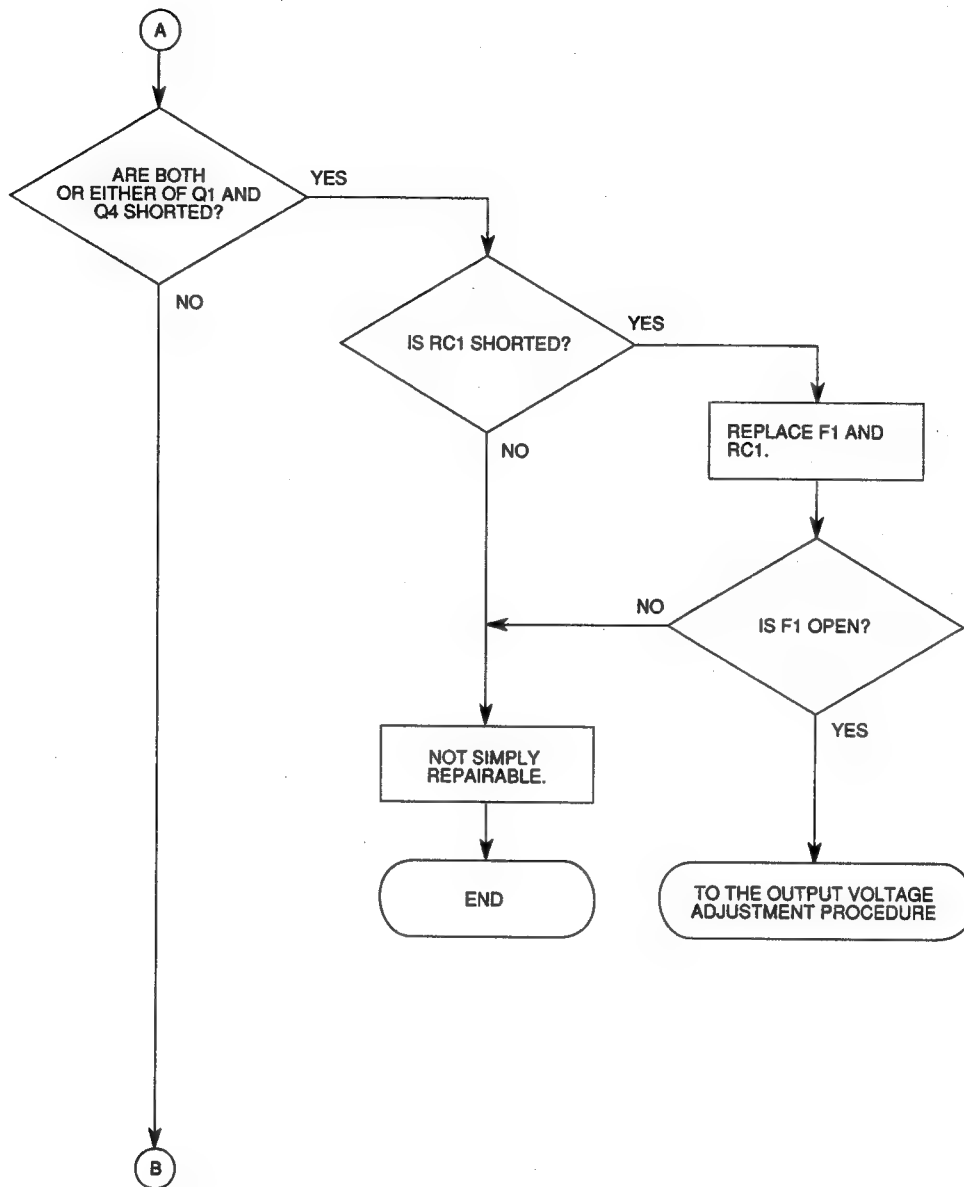 A
ARE BOTH
OR EITHER OF Q1 AND
Q4 SHORTED?
YES
NO
IS RC1 SHORTED?
YES
NO
REPLACE F1 AND
RC1.
IS F1 OPEN?
NO
YES
NOT SIMPLY
REPAIRABLE.
END
TO THE OUTPUT VOLTAGE
ADJUSTMENT PROCEDURE
B